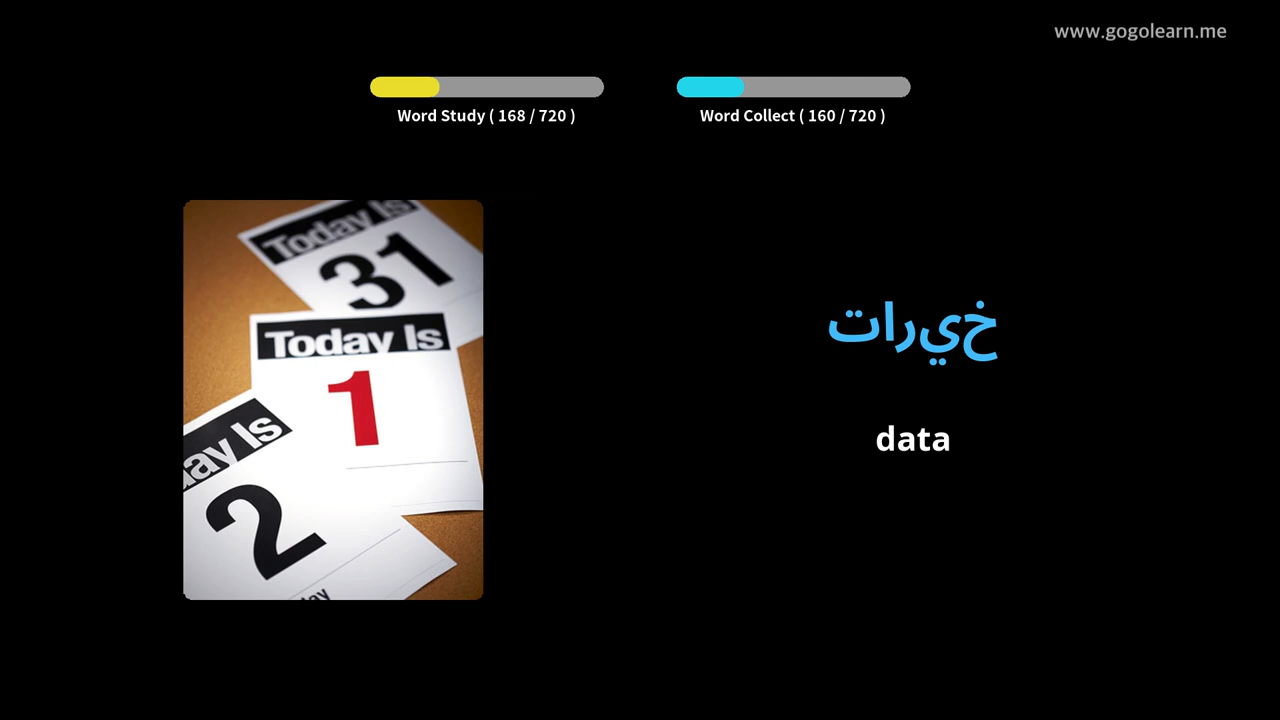 www.gogolearn.me
Word Study ( 168 / 720 )
Word Collect ( 160 / 720 )
Today Is
31
Today Is
1
ay Is
2
خيرات
data